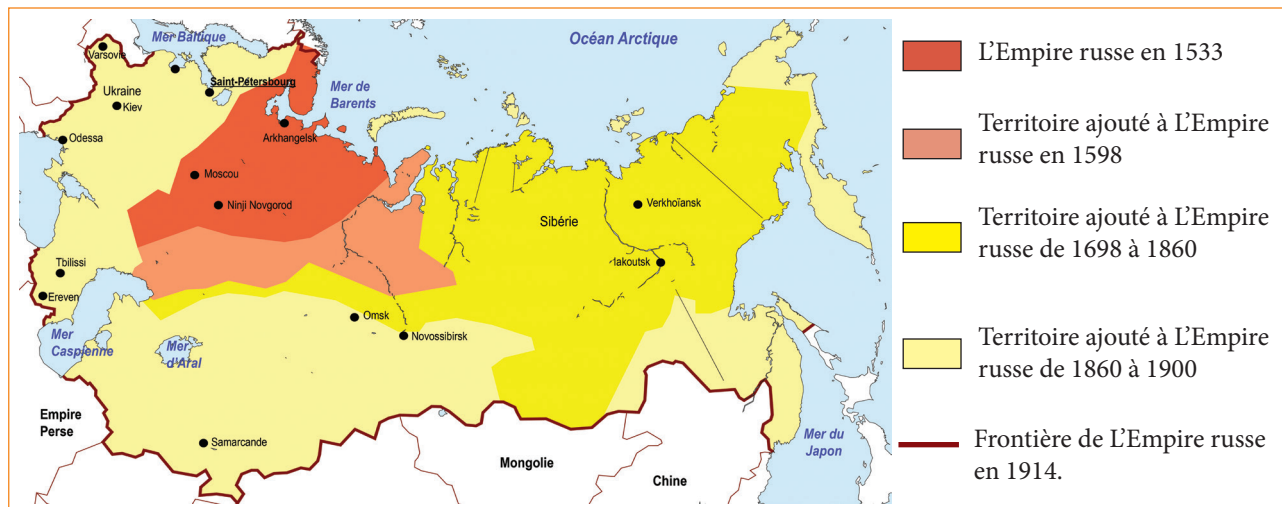 Mer Baltique
Océan Arctique
Varsovie
Saint-Pétersbourg
Ukraine
Kiev
Mer de
Barents
Odessa
Arkhangelsk
Moscou
Ninji Novgorod
Sibérie
Verkhoïansk
Tbilissi
Iakoutsk
Ereven
Omsk
Novossibirsk
Mer
Caspienne
Mer
d'Aral
Empire
Perse
Samarcande
Mongolie
Chine
Mer du
Japon
L'Empire russe en 1533
Territoire ajouté à L'Empire
russe en 1598
Territoire ajouté à L'Empire
russe de 1698 à 1860
Territoire ajouté à L'Empire
russe de 1860 à 1900
Frontière de L'Empire russe
en 1914.